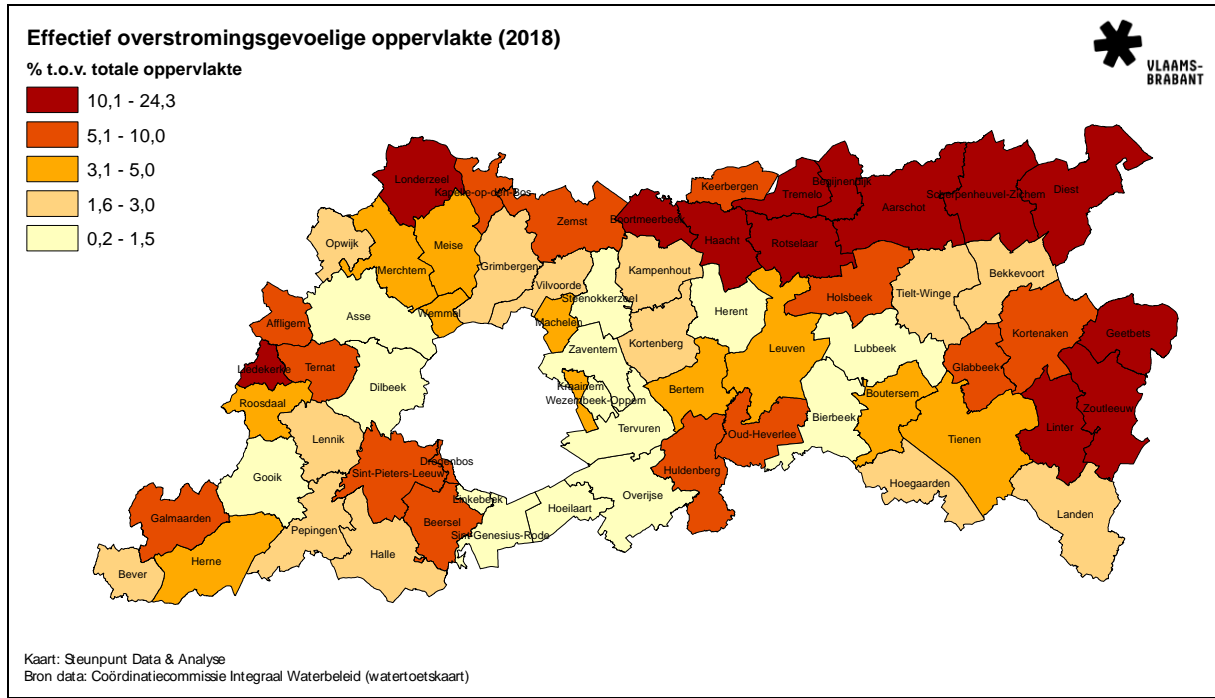 Effectief overstromingsgevoelige oppervlakte (2018)
% t.o.v. totale oppervlakte
10,1 - 24,3
5,1 - 10,0
3,1 - 5,0
1,6 - 3,0
0,2 - 1,5
VLAAMS-
BRABANT
Londerzeel
Kapelle-op-den-Bos
Zemst
Keerbergen
Tremelo
Begijnendijk
Boortmeerbeek
Haacht
Rotselaar
Aarschot
Scherpenheuvel-Zichem
Diest
Opwijk
Merchtem
Meise
Grimbergen
Vilvoorde
Kampenhout
Steenokkerzeel
Herent
Holsbeek
Tielt-Winge
Bekkevoort
Affligem
Asse
Wemmel
Machelen
Zaventem
Kortenberg
Leuven
Lubbeek
Kortenaken
Geetbets
Liedekerke
Ternat
Dilbeek
Kraainem
Wezembeek-Oppem
Bertem
Glabbeek
Roosdaal
Lennik
Tervuren
Oud-Heverlee
Bierbeek
Boutersem
Tienen
Linter
Zoutleeuw
Gooik
Sint-Pieters-Leeuw
Drogenbos
Huldenberg
Hoegaarden
Landen
Galmaarden
Pepingen
Beersel
Linkebeek
Sint-Genesius-Rode
Hoeilaart
Overijse
Bever
Herne
Halle
Kaart: Steunpunt Data & Analyse
Bron data: Coördinatiecommissie Integraal Waterbeleid (watertoetskaart)